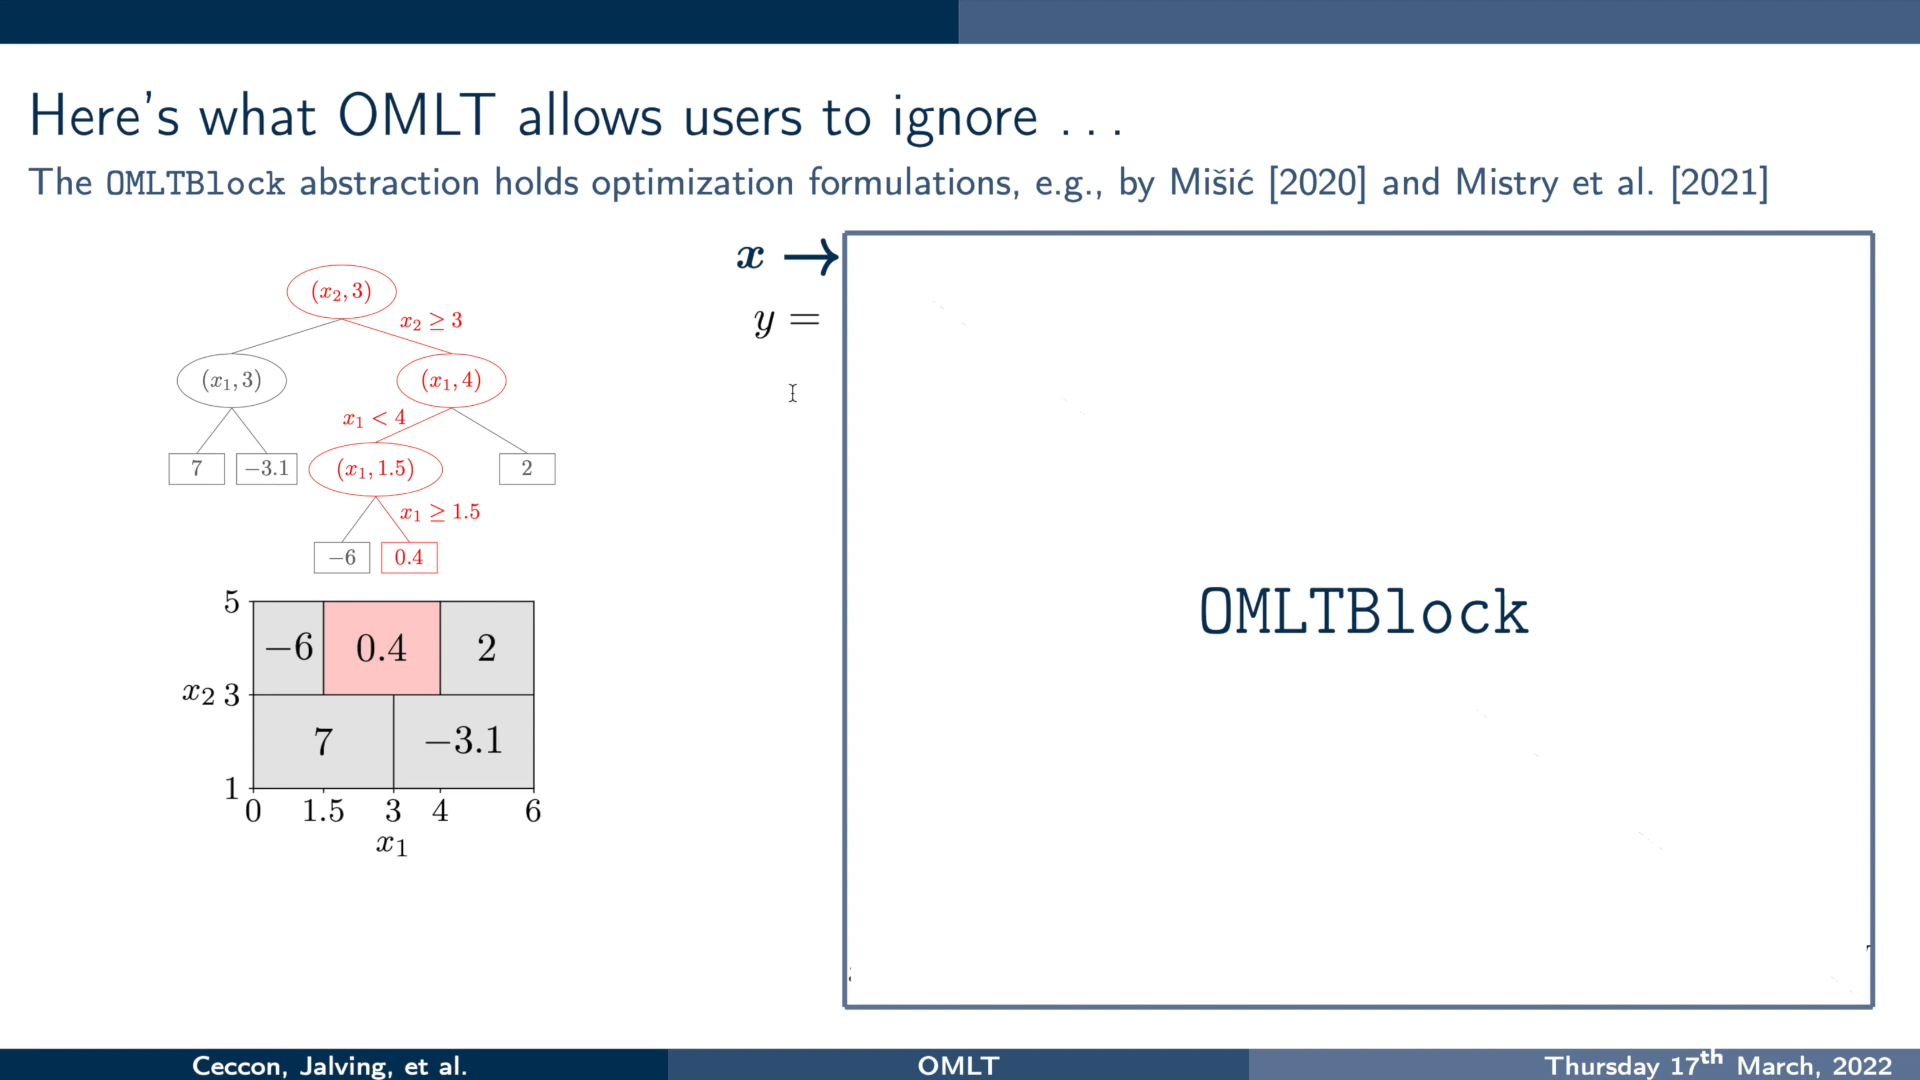 Here's what OMLT allows users to ignore . . .
The OMLTBlock abstraction holds optimization formulations, e.g., by Mišić [2020] and Mistry et al. [2021]
x →
y =
(x₂, 3)
x₂ ≥ 3
(x₁, 3)
(x₁, 4)
x₁ < 4
7
−3.1
(x₁, 1.5)
2
x₁ ≥ 1.5
−6
0.4
OMLTBlock
5
−6
0.4
2
x₂ 3
7
−3.1
1
0 1.5 3 4 6
x₁
Ceccon, Jalving, et al.
OMLT
Thursday 17ᵗʰ March, 2022